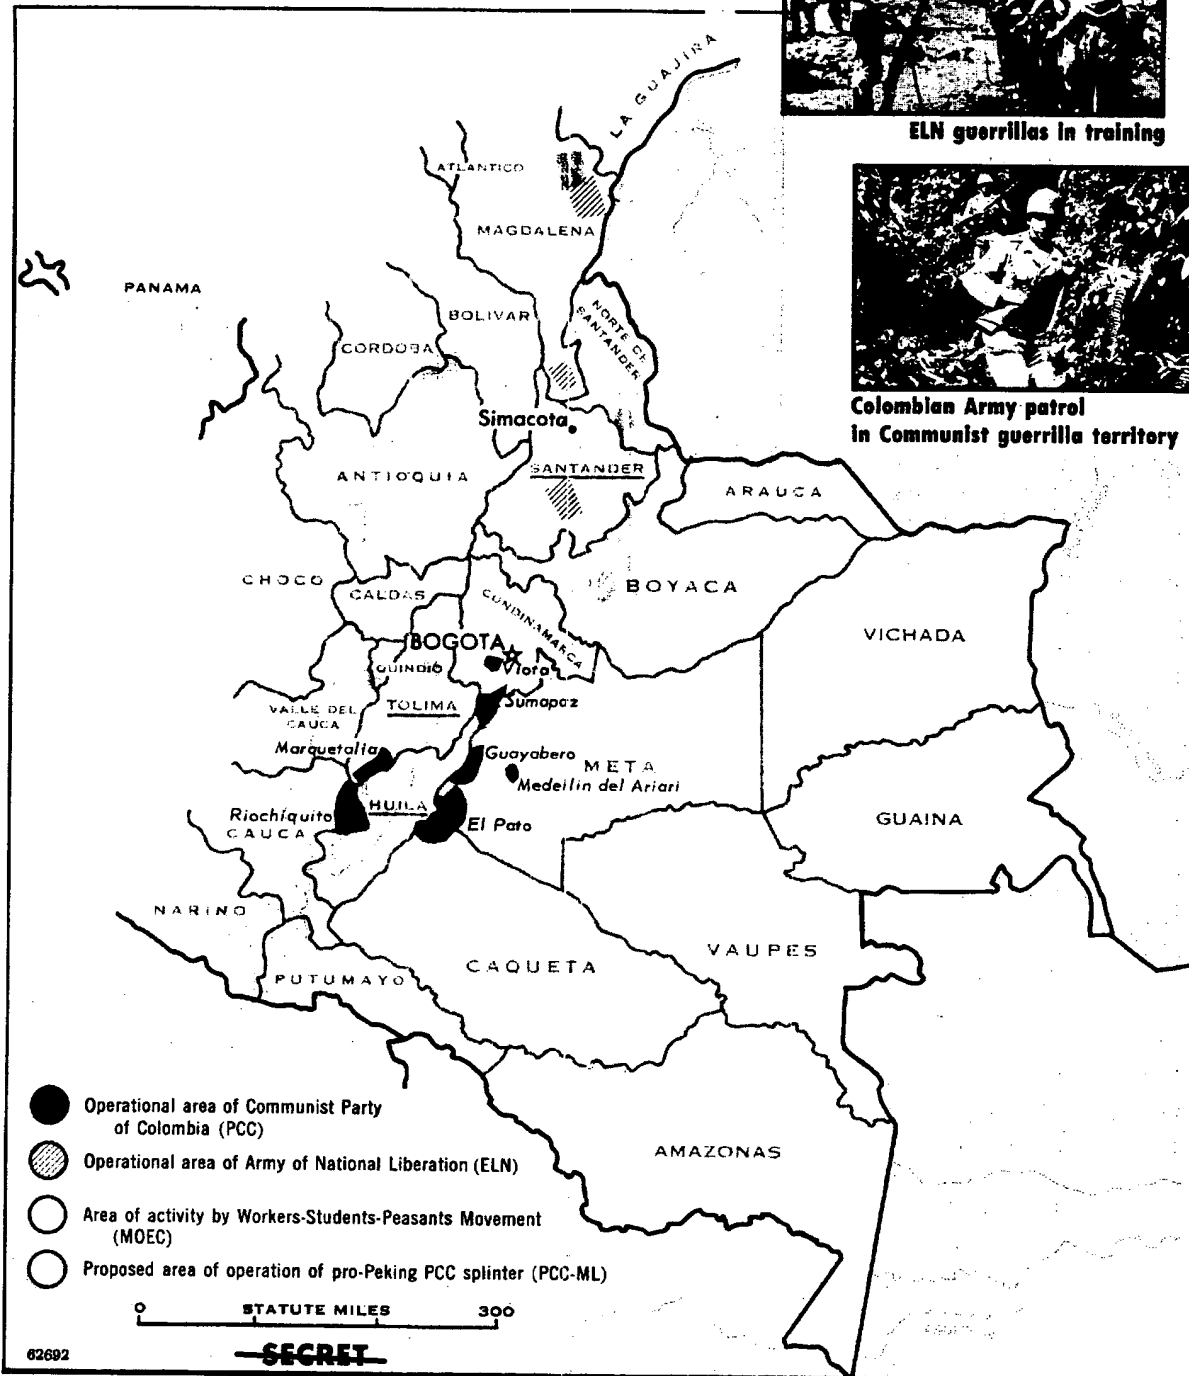 ELN guerrillas in training
LA GUAJIRA
ATLANTICO
MAGDALENA
PANAMA
BOLIVAR
NORTE DE
SANTANDER
CORDOBA
Colombian Army patrol
in Communist guerrilla territory
Simacota
SANTANDER
ANTIOQUIA
ARAUCA
CHOCO
CALDAS
BOYACA
CUNDINAMARCA
BOGOTA
VICHADA
Viota
QUINDIO
Sumapaz
TOLIMA
VALLE DEL
CAUCA
Marquetalia
Guayabero
META
Medellin del Ariari
HUILA
Riochiquito
CAUCA
El Pato
GUAINA
NARINO
VAUPES
CAQUETA
PUTUMAYO
Operational area of Communist Party
of Colombia (PCC)
Operational area of Army of National Liberation (ELN)
AMAZONAS
Area of activity by Workers-Students-Peasants Movement
(MOEC)
Proposed area of operation of pro-Peking PCC splinter (PCC-ML)
0 STATUTE MILES 300
SECRET
62692